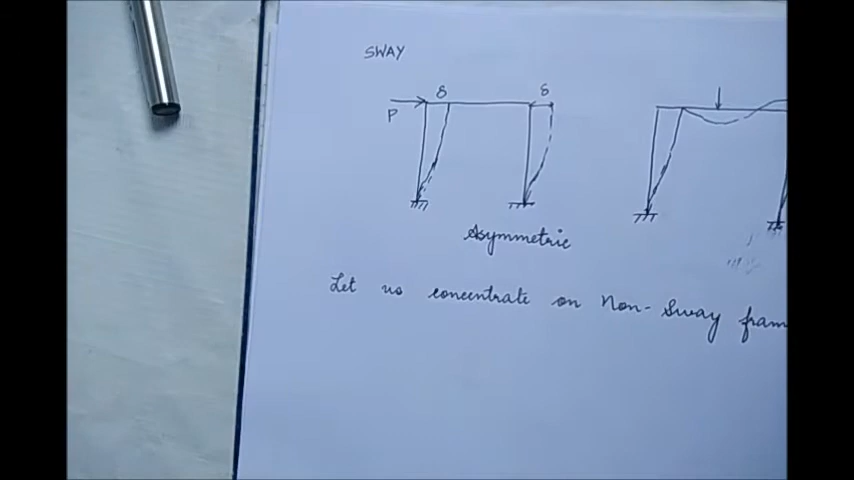 SWAY
δ δ
P
Asymmetric
Let us concentrate on Non-Sway fram